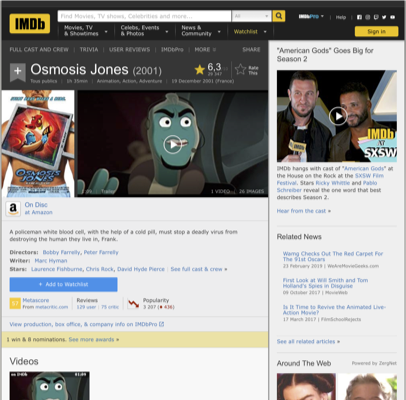 IMDb
Find Movies, TV shows, Celebrities and more...
All
Movies, TV & Showtimes
Celebs, Events & Photos
News & Community
Watchlist
IMDbPro
Help
Sign in
FULL CAST AND CREW | TRIVIA | USER REVIEWS | IMDbPro | MORE
SHARE
Osmosis Jones (2001)
6,3
Rate This
Tous publics | 1h 35min | Animation, Action, Adventure | 19 December 2001 (France)
OSMOSIS JONES
1 VIDEO
26 IMAGES
On Disc
at Amazon
A policeman white blood cell, with the help of a cold pill, must stop a deadly virus from
destroying the human they live in, Frank.
Directors: Bobby Farrelly, Peter Farrelly
Writer: Marc Hyman
Stars: Laurence Fishburne, Chris Rock, David Hyde Pierce | See full cast & crew »
+ Add to Watchlist
Metascore
From metacritic.com
Reviews
129 user
Popularity
3 207
View production, box office, & company info on IMDbPro
1 win & 8 nominations. See more awards »
Videos
"American Gods" Goes Big for
Season 2
IMDb
AT
SXSW
IMDb hangs with cast of "American Gods"
at the House on the Rock at the SXSW Film
Festival. Stars Ricky Whittle and Pablo
Schreiber reveal the one word that best
describes Season 2.
Hear from the cast »
Related News
Wamg Checks Out The Red Carpet For
The 91st Oscars
First Look at Will Smith and Tom
Holland's Spies in Disguise
09 October 2017 | MovieWeb
Is It Time to Revive the Animated Live-
Action Movie?
17 March 2017 | FilmSchoolRejects
See all related articles »
Around The Web
Powered by ZergNet